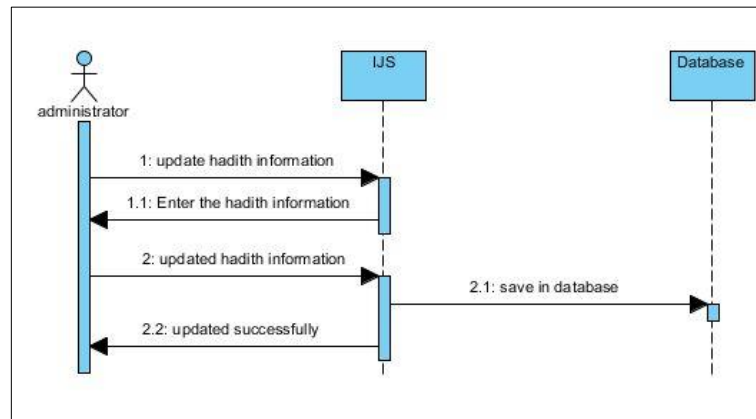 IJS
Database
administrator
1: update hadith information
1.1: Enter the hadith information
2: updated hadith information
2.1: save in database
2.2: updated successfully